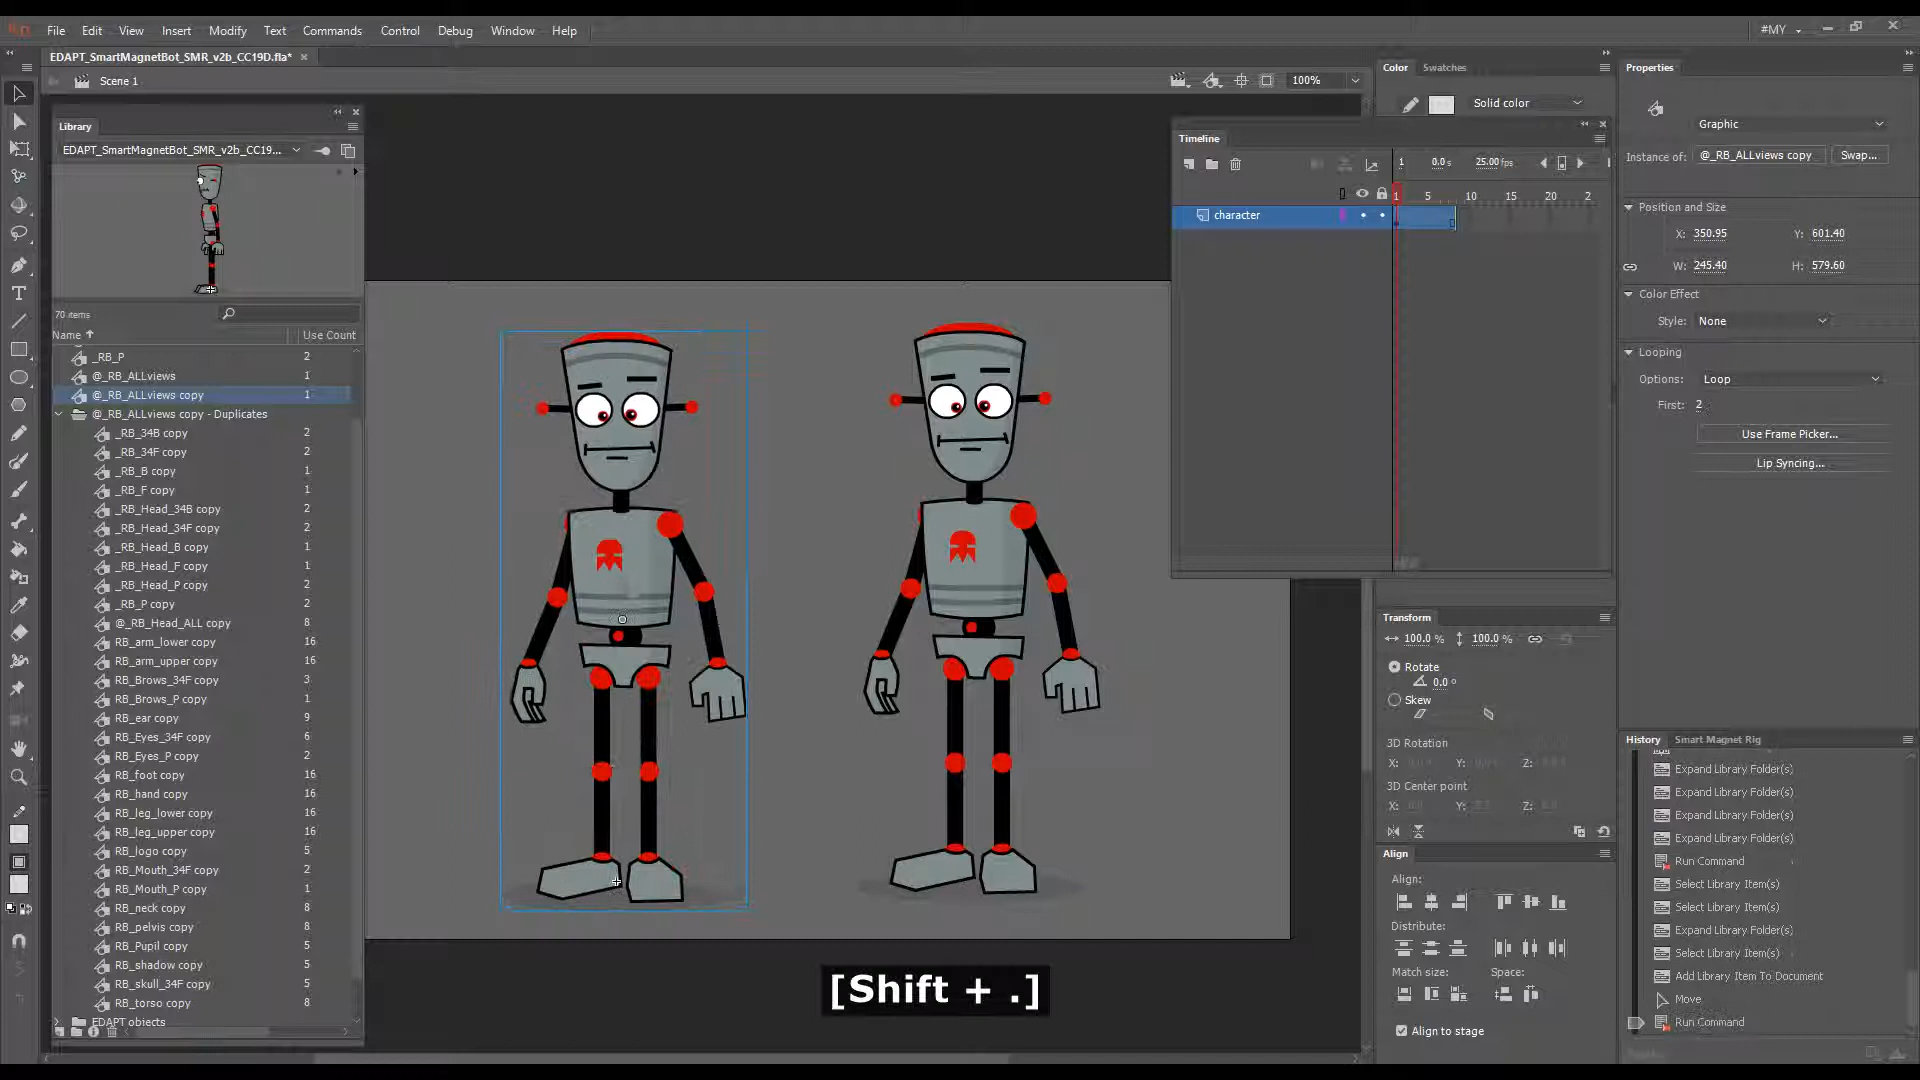 File Edit View Insert Modify Text Commands Control Debug Window Help
#MY
EDAPT_SmartMagnetBot_SMR_v2b_CC19D.fla*
Scene 1
100%
Library
EDAPT_SmartMagnetBot_SMR_v2b_CC19...
70 items
Name
Use Count
_RB_P 2
@_RB_ALLviews 1
@_RB_ALLviews copy 1
@_RB_ALLviews copy - Duplicates
_RB_34B copy 2
_RB_34F copy 2
_RB_B copy 1
_RB_F copy 1
_RB_Head_34B copy 2
_RB_Head_34F copy 2
_RB_Head_B copy 1
_RB_Head_F copy 1
_RB_Head_P copy 2
_RB_P copy 2
@_RB_Head_ALL copy 8
RB_arm_lower copy 16
RB_arm_upper copy 16
RB_Brows_34F copy 3
RB_Brows_P copy 1
RB_ear copy 9
RB_Eyes_34F copy 6
RB_Eyes_P copy 2
RB_foot copy 16
RB_hand copy 16
RB_leg_lower copy 16
RB_leg_upper copy 16
RB_logo copy 5
RB_Mouth_34F copy 2
RB_Mouth_P copy 1
RB_neck copy 8
RB_pelvis copy 8
RB_Pupil copy 5
RB_shadow copy 5
RB_skull_34F copy 5
RB_torso copy 8
EDAPT objects
[Shift + .]
Timeline
1 0.0 s 25.00 fps
1 5 10 15 20 2
character
Color Swatches
Solid color
Transform
100.0 % 100.0 %
Rotate
0.0 °
Skew
3D Rotation
X: Y: Z:
3D Center point
X: Y: Z:
Align
Align:
Distribute:
Match size: Space:
Align to stage
Properties
Graphic
Instance of: @_RB_ALLviews copy Swap...
Position and Size
X: 350.95 Y: 601.40
W: 245.40 H: 579.60
Color Effect
Style: None
Looping
Options: Loop
First: 2
Use Frame Picker...
Lip Syncing...
History Smart Magnet Rig
Expand Library Folder(s)
Expand Library Folder(s)
Expand Library Folder(s)
Expand Library Folder(s)
Run Command
Select Library Item(s)
Select Library Item(s)
Expand Library Folder(s)
Select Library Item(s)
Add Library Item To Document
Move
Run Command